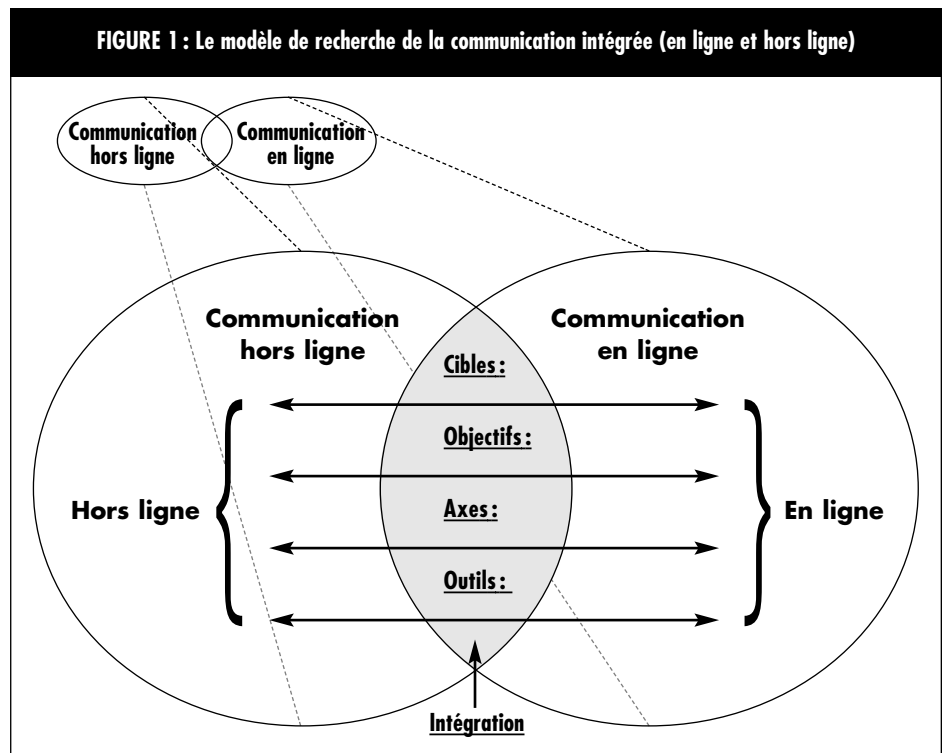 FIGURE 1 : Le modèle de recherche de la communication intégrée (en ligne et hors ligne)
Communication
hors ligne
Communication
en ligne
Communication
hors ligne
Communication
en ligne
Cibles :
Objectifs :
Hors ligne
Axes :
En ligne
Outils :
Intégration